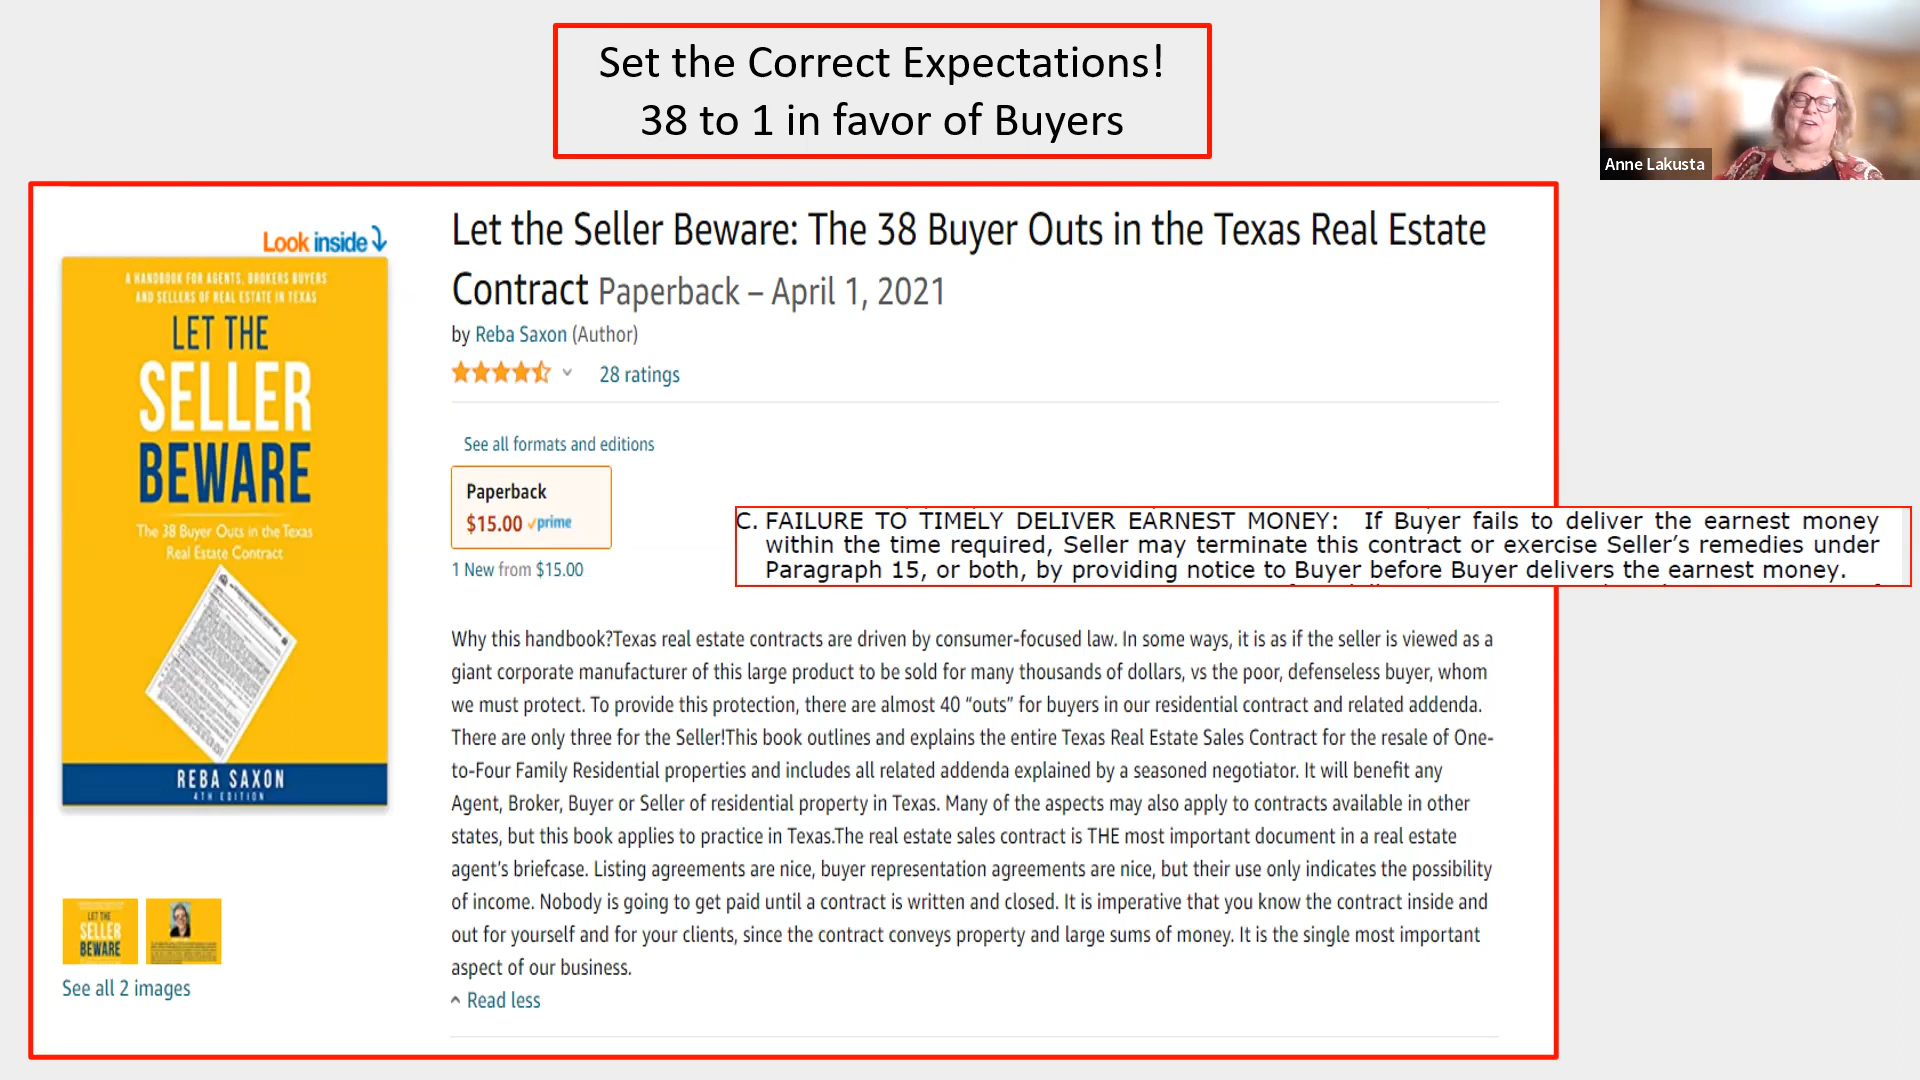 Set the Correct Expectations!
38 to 1 in favor of Buyers
Anne Lakusta
Look inside
A HANDBOOK FOR AGENTS, BROKERS BUYERS
AND SELLERS OF REAL ESTATE IN TEXAS
LET THE
SELLER
BEWARE
The 38 Buyer Outs in the Texas
Real Estate Contract
REBA SAXON
4TH EDITION
LET THE
SELLER
BEWARE
See all 2 images
Let the Seller Beware: The 38 Buyer Outs in the Texas Real Estate
Contract Paperback – April 1, 2021
by Reba Saxon (Author)
28 ratings
See all formats and editions
Paperback
$15.00 prime
1 New from $15.00
C. FAILURE TO TIMELY DELIVER EARNEST MONEY: If Buyer fails to deliver the earnest money
within the time required, Seller may terminate this contract or exercise Seller's remedies under
Paragraph 15, or both, by providing notice to Buyer before Buyer delivers the earnest money.
Why this handbook?Texas real estate contracts are driven by consumer-focused law. In some ways, it is as if the seller is viewed as a
giant corporate manufacturer of this large product to be sold for many thousands of dollars, vs the poor, defenseless buyer, whom
we must protect. To provide this protection, there are almost 40 “outs” for buyers in our residential contract and related addenda.
There are only three for the Seller!This book outlines and explains the entire Texas Real Estate Sales Contract for the resale of One-
to-Four Family Residential properties and includes all related addenda explained by a seasoned negotiator. It will benefit any
Agent, Broker, Buyer or Seller of residential property in Texas. Many of the aspects may also apply to contracts available in other
states, but this book applies to practice in Texas.The real estate sales contract is THE most important document in a real estate
agent's briefcase. Listing agreements are nice, buyer representation agreements are nice, but their use only indicates the possibility
of income. Nobody is going to get paid until a contract is written and closed. It is imperative that you know the contract inside and
out for yourself and for your clients, since the contract conveys property and large sums of money. It is the single most important
aspect of our business.
Read less